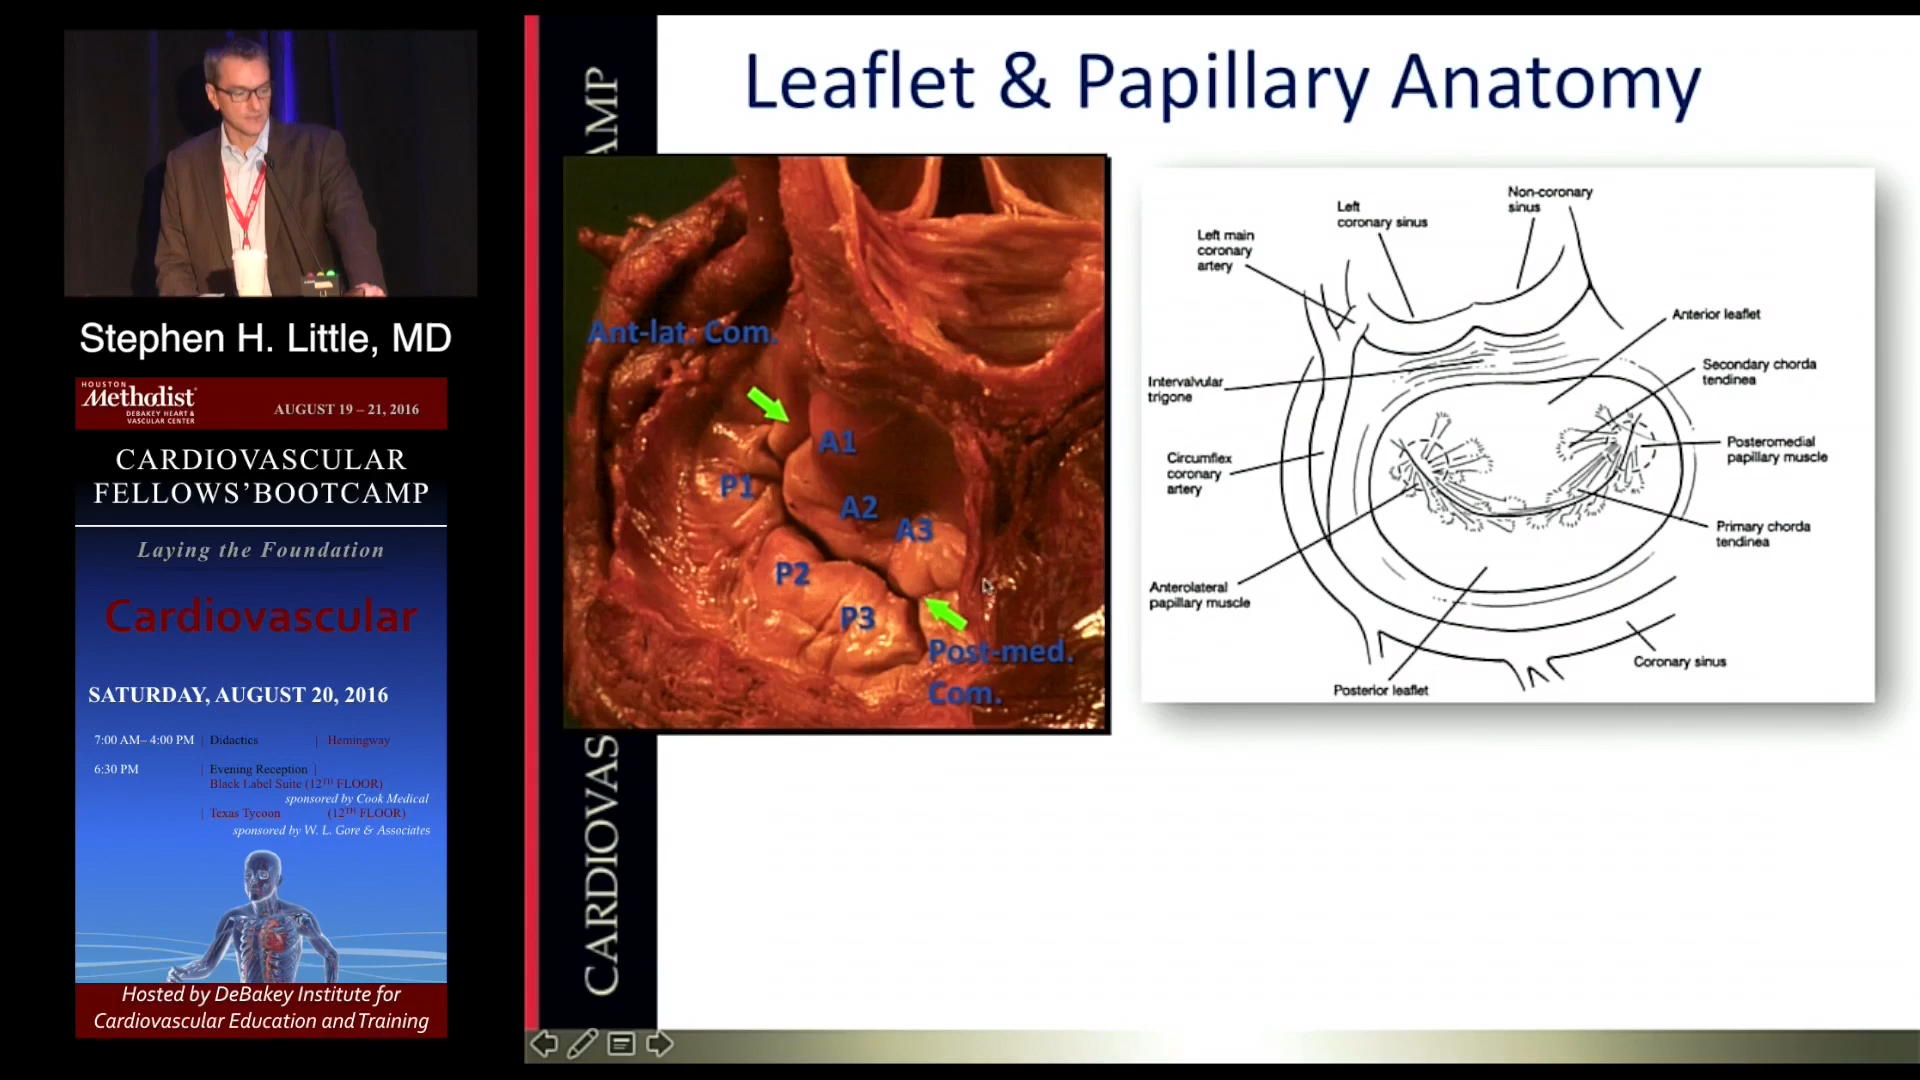 Stephen H. Little, MD
HOUSTON
Methodist
DEBAKEY HEART &
VASCULAR CENTER
AUGUST 19 – 21, 2016
CARDIOVASCULAR
FELLOWS’BOOTCAMP
Laying the Foundation
Cardiovascular
SATURDAY, AUGUST 20, 2016
7:00 AM– 4:00 PM | Didactics | Hemingway
6:30 PM | Evening Reception |
Black Label Suite (12TH FLOOR)
sponsored by Cook Medical
| Texas Tycoon (12TH FLOOR)
sponsored by W. L. Gore & Associates
Hosted by DeBakey Institute for
Cardiovascular Education and Training
CARDIOVAS
AMP
Leaflet & Papillary Anatomy
Ant-lat. Com.
A1
P1
A2
A3
P2
P3
Post-med.
Com.
Left
coronary sinus
Non-coronary
sinus
Left main
coronary
artery
Anterior leaflet
Secondary chorda
tendinea
Intervalvular
trigone
Posteromedial
papillary muscle
Circumflex
coronary
artery
Primary chorda
tendinea
Anterolateral
papillary muscle
Coronary sinus
Posterior leaflet